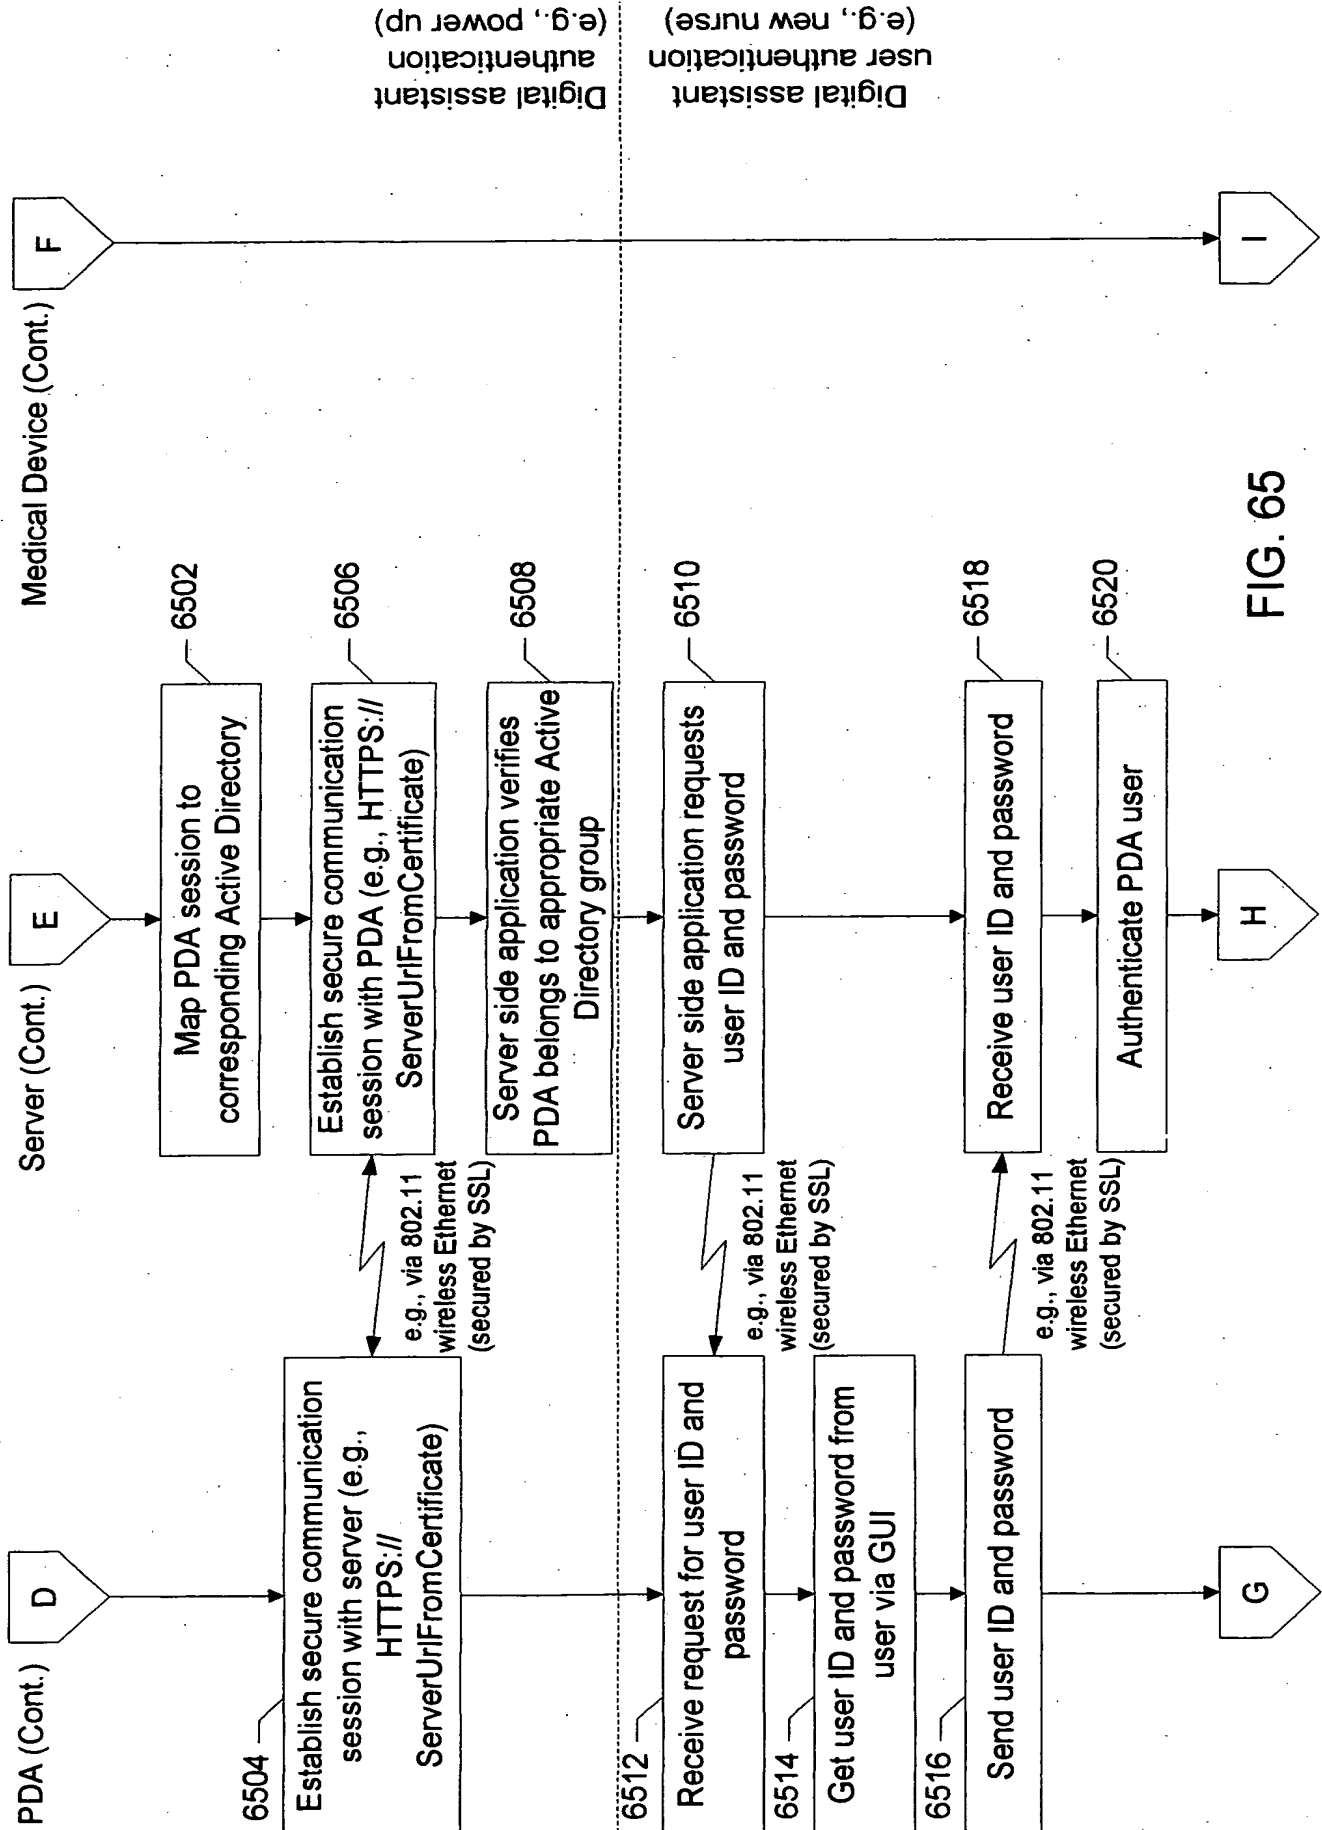 PDA (Cont.)
D
6504
Establish secure communication
session with server (e.g.,
HTTPS://
ServerUrlFromCertificate)
6512
Receive request for user ID and
password
6514
Get user ID and password from
user via GUI
6516
Send user ID and password
G
Server (Cont.)
E
Map PDA session to
corresponding Active Directory
6502
Establish secure communication
session with PDA (e.g., HTTPS://
ServerUrlFromCertificate)
6506
e.g., via 802.11
wireless Ethernet
(secured by SSL)
Server side application verifies
PDA belongs to appropriate Active
Directory group
6508
Server side application requests
user ID and password
6510
e.g., via 802.11
wireless Ethernet
(secured by SSL)
Receive user ID and password
6518
e.g., via 802.11
wireless Ethernet
(secured by SSL)
Authenticate PDA user
6520
H
Medical Device (Cont.)
F
I
Digital assistant
authentication
(e.g., power up)
Digital assistant
user authentication
(e.g., new nurse)
FIG. 65